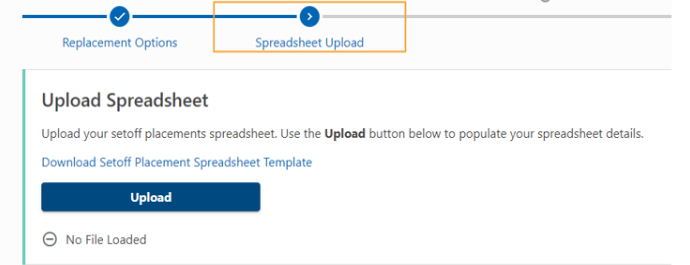 Replacement Options
Spreadsheet Upload
Upload Spreadsheet
Upload your setoff placements spreadsheet. Use the Upload button below to populate your spreadsheet details.
Download Setoff Placement Spreadsheet Template
Upload
No File Loaded